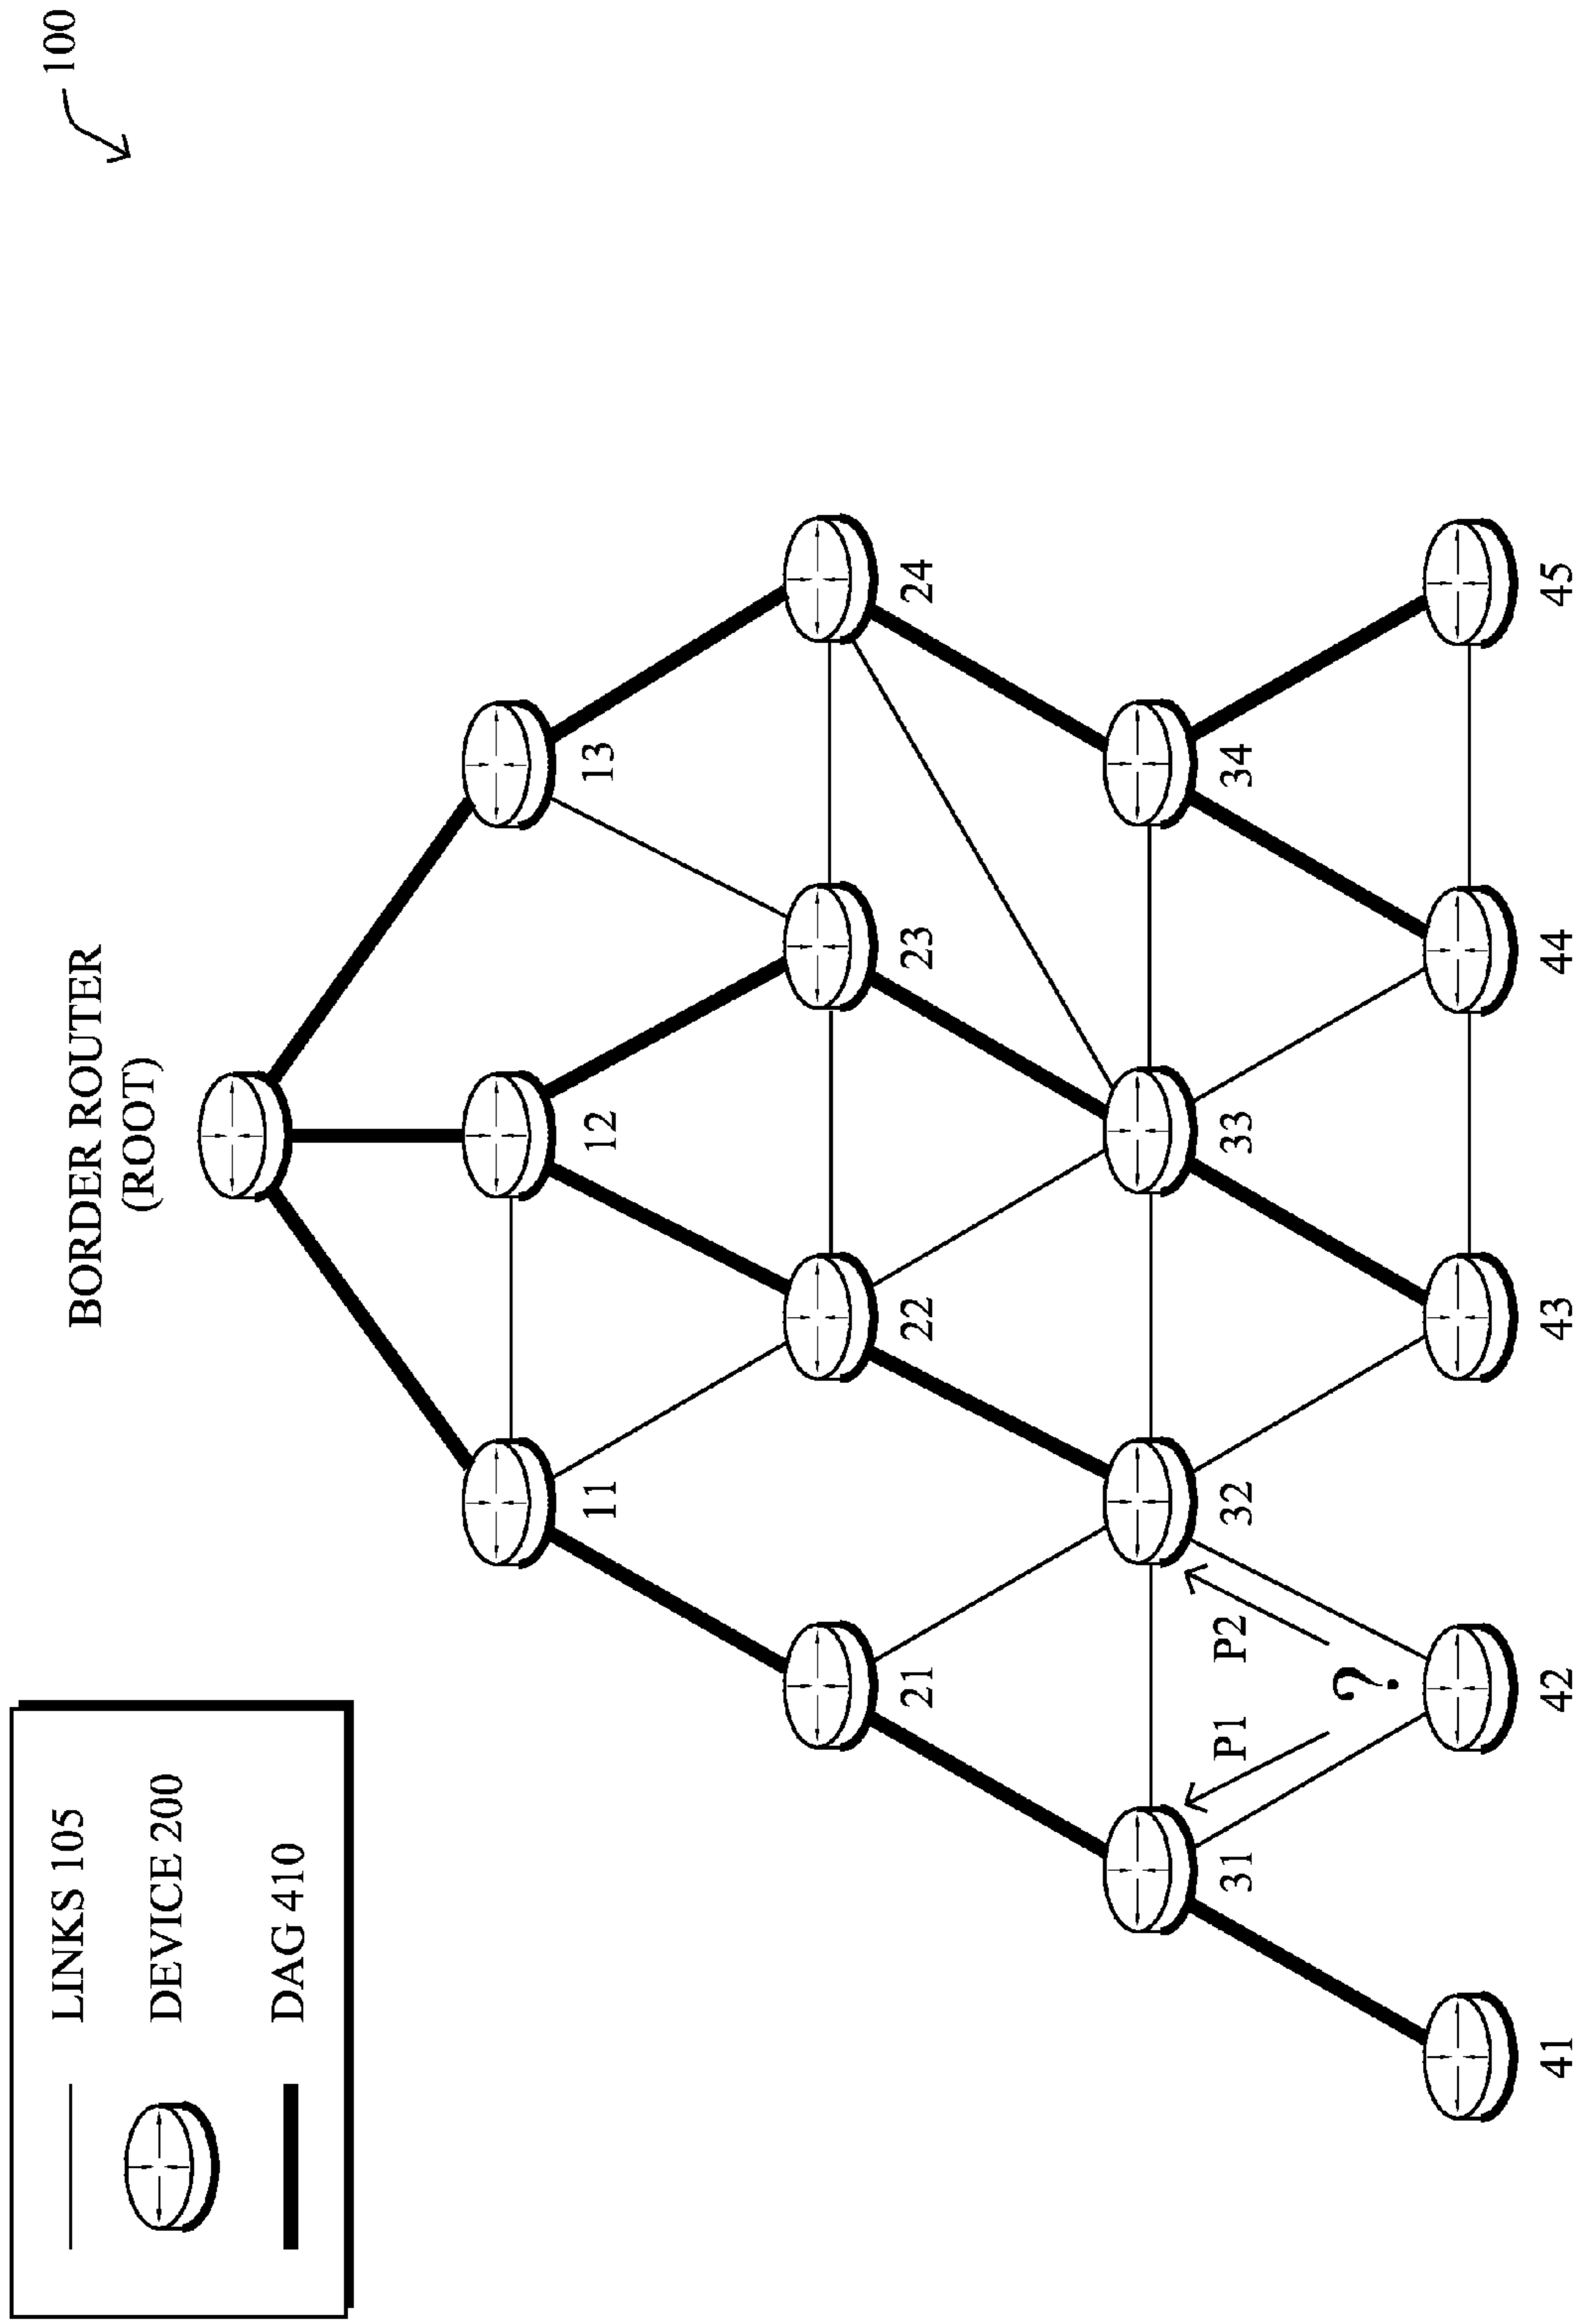 100
BORDER ROUTER
(ROOT)
LINKS 105
DEVICE 200
DAG 410
11
12
13
21
22
23
24
31
32
33
34
P1
P2
?
41
42
43
44
45